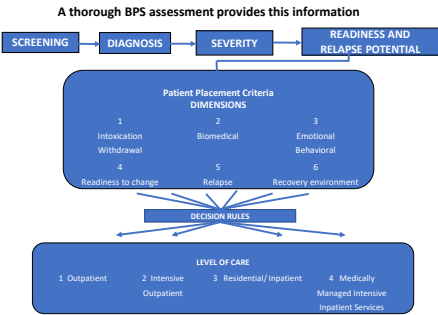 A thorough BPS assessment provides this information
SCREENING
DIAGNOSIS
SEVERITY
READINESS AND
RELAPSE POTENTIAL
Patient Placement Criteria
DIMENSIONS
1 2 3
Intoxication Biomedical Emotional
Withdrawal Behavioral
4 5 6
Readiness to change Relapse Recovery environment
DECISION RULES
LEVEL OF CARE
1 Outpatient 2 Intensive 3 Residential/ Inpatient 4 Medically
Outpatient Managed Intensive
Inpatient Services